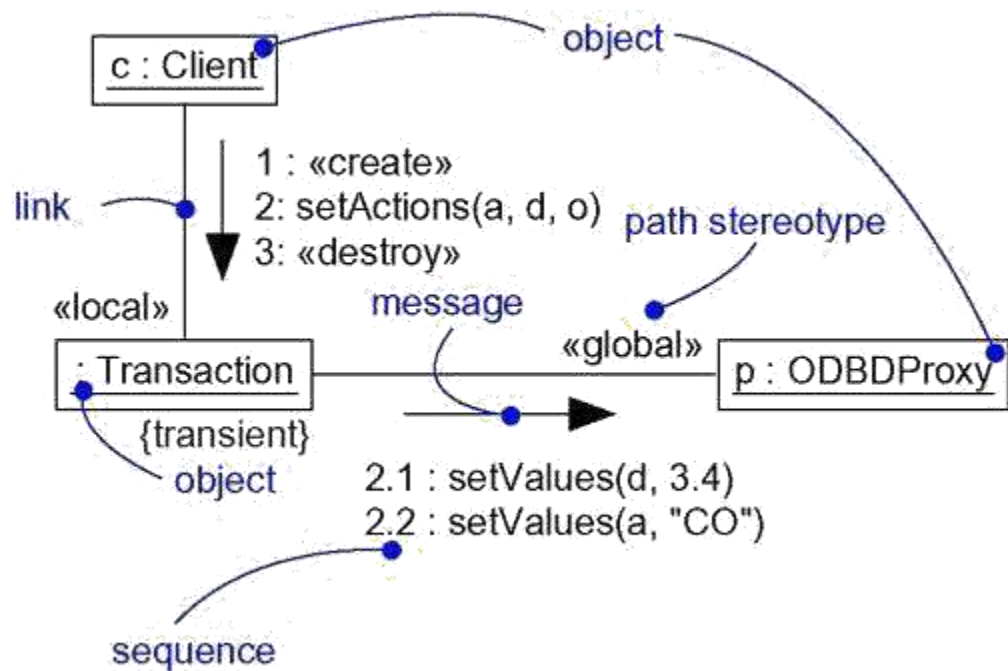 object
c : Client
1 : «create»
link
2: setActions(a, d, o)
path stereotype
3: «destroy»
«local»
message
«global»
: Transaction
p : ODBDProxy
{transient}
object
2.1 : setValues(d, 3.4)
2.2 : setValues(a, "CO")
sequence